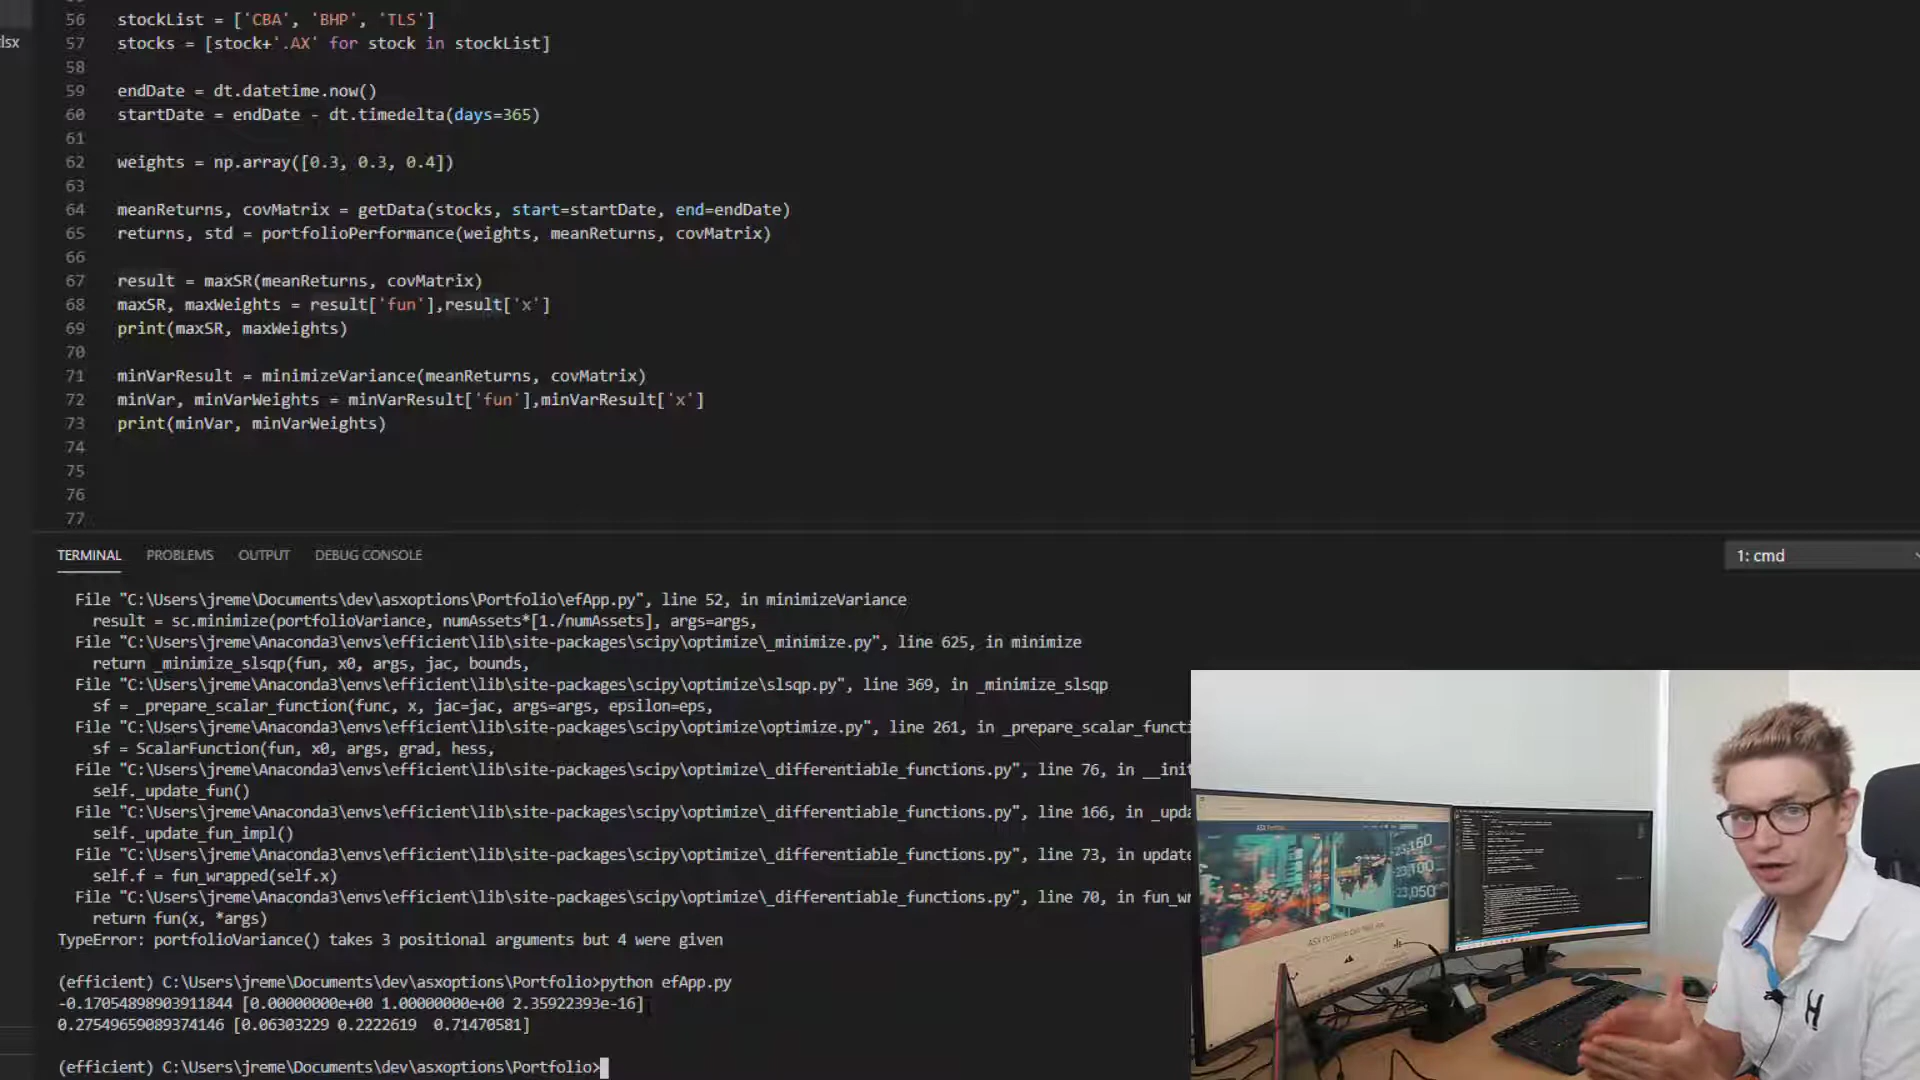 lsx
56 stockList = ['CBA', 'BHP', 'TLS']
57 stocks = [stock+'.AX' for stock in stockList]
58
59 endDate = dt.datetime.now()
60 startDate = endDate - dt.timedelta(days=365)
61
62 weights = np.array([0.3, 0.3, 0.4])
63
64 meanReturns, covMatrix = getData(stocks, start=startDate, end=endDate)
65 returns, std = portfolioPerformance(weights, meanReturns, covMatrix)
66
67 result = maxSR(meanReturns, covMatrix)
68 maxSR, maxWeights = result['fun'],result['x']
69 print(maxSR, maxWeights)
70
71 minVarResult = minimizeVariance(meanReturns, covMatrix)
72 minVar, minVarWeights = minVarResult['fun'],minVarResult['x']
73 print(minVar, minVarWeights)
74
75
76
77
TERMINAL PROBLEMS OUTPUT DEBUG CONSOLE 1: cmd
File "C:\Users\jreme\Documents\dev\asxoptions\Portfolio\efApp.py", line 52, in minimizeVariance
result = sc.minimize(portfolioVariance, numAssets*[1./numAssets], args=args,
File "C:\Users\jreme\Anaconda3\envs\efficient\lib\site-packages\scipy\optimize\_minimize.py", line 625, in minimize
return _minimize_slsqp(fun, x0, args, jac, bounds,
File "C:\Users\jreme\Anaconda3\envs\efficient\lib\site-packages\scipy\optimize\slsqp.py", line 369, in _minimize_slsqp
sf = _prepare_scalar_function(func, x, jac=jac, args=args, epsilon=eps,
File "C:\Users\jreme\Anaconda3\envs\efficient\lib\site-packages\scipy\optimize\optimize.py", line 261, in _prepare_scalar_functi
sf = ScalarFunction(fun, x0, args, grad, hess,
File "C:\Users\jreme\Anaconda3\envs\efficient\lib\site-packages\scipy\optimize\_differentiable_functions.py", line 76, in __init
self._update_fun()
File "C:\Users\jreme\Anaconda3\envs\efficient\lib\site-packages\scipy\optimize\_differentiable_functions.py", line 166, in _upda
self._update_fun_impl()
File "C:\Users\jreme\Anaconda3\envs\efficient\lib\site-packages\scipy\optimize\_differentiable_functions.py", line 73, in update
self.f = fun_wrapped(self.x)
File "C:\Users\jreme\Anaconda3\envs\efficient\lib\site-packages\scipy\optimize\_differentiable_functions.py", line 70, in fun_wr
return fun(x, *args)
TypeError: portfolioVariance() takes 3 positional arguments but 4 were given
(efficient) C:\Users\jreme\Documents\dev\asxoptions\Portfolio>python efApp.py
-0.17054898903911844 [0.00000000e+00 1.00000000e+00 2.35922393e-16]
0.27549659089374146 [0.06303229 0.2222619  0.71470581]
(efficient) C:\Users\jreme\Documents\dev\asxoptions\Portfolio>
23,160
23,100
23,050
H